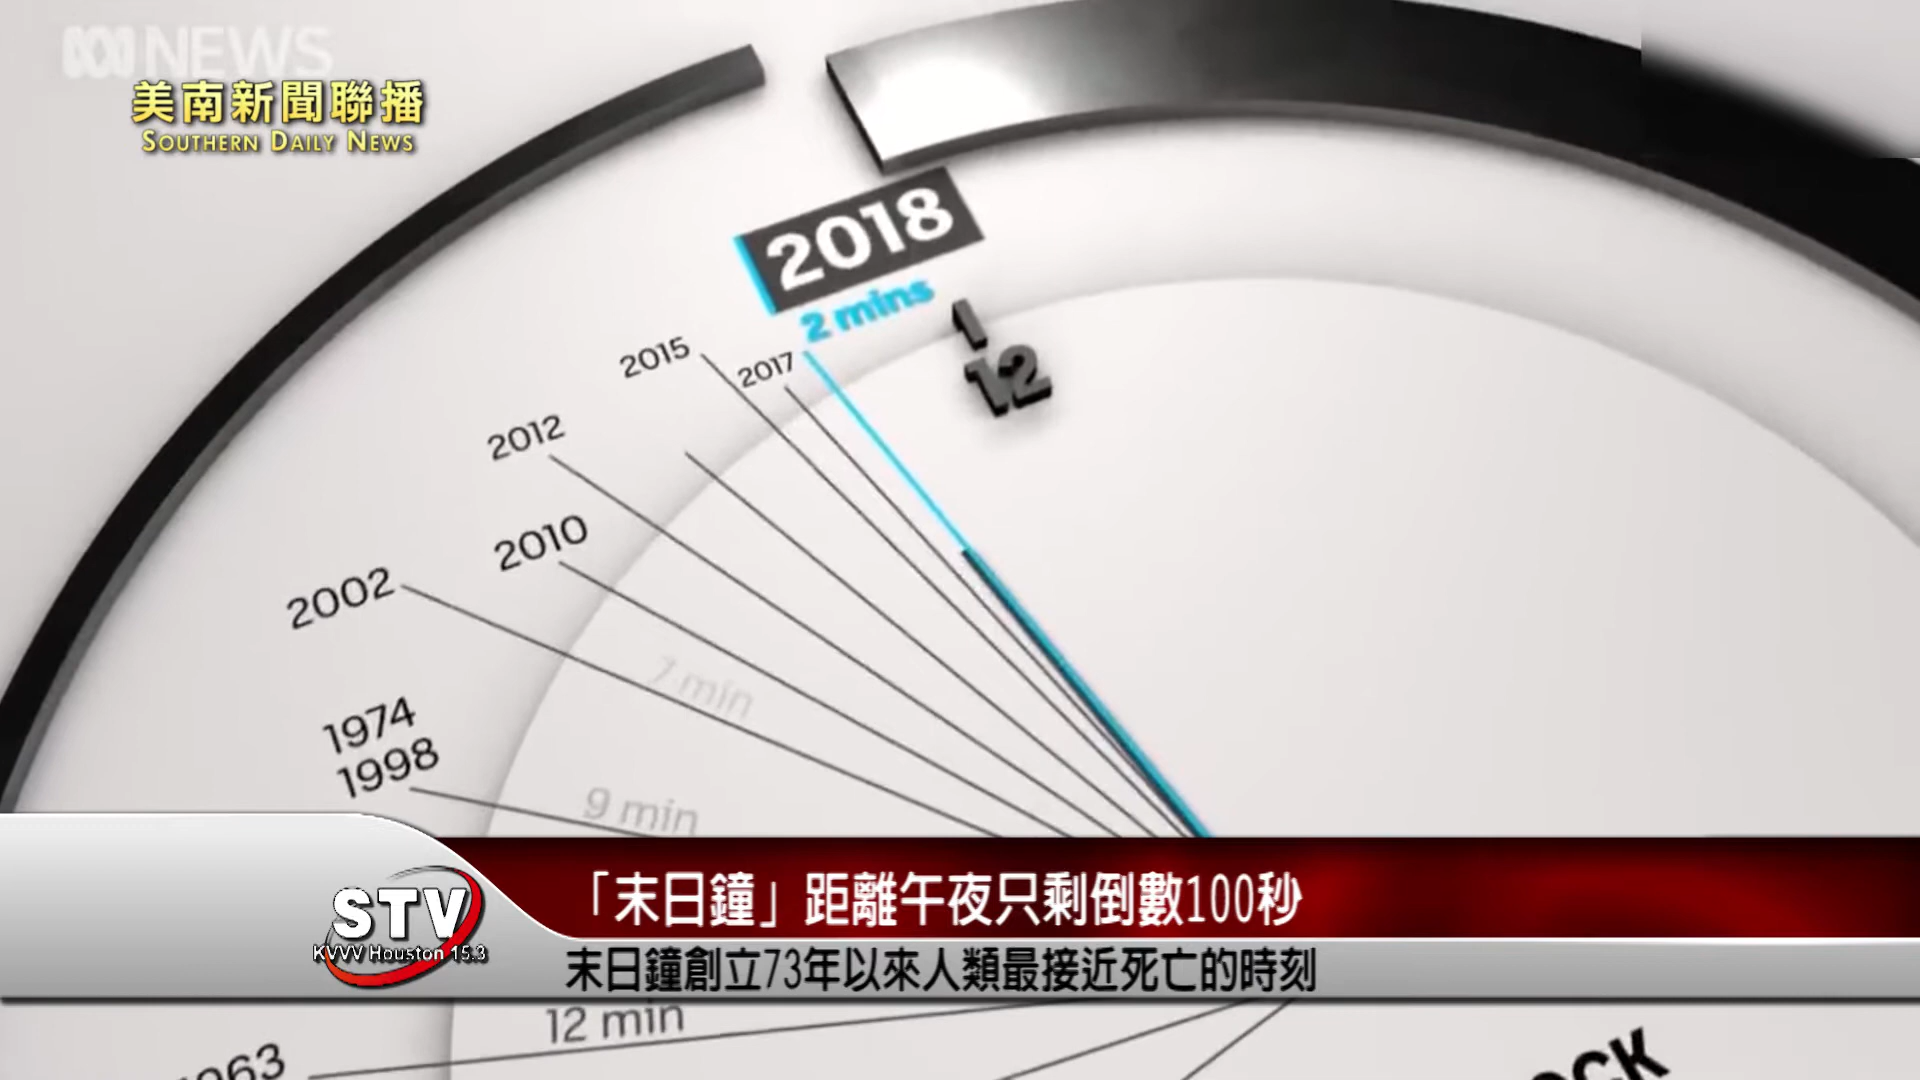 NEWS
美南新聞聯播
SOUTHERN DAILY NEWS
2018
2 mins
1
12
2015
2017
2012
2010
2002
7 min
1974
1998
9 min
「末日鐘」距離午夜只剩倒數100秒
STV
KVVV Houston 15.3
末日鐘創立73年以來人類最接近死亡的時刻
12 min